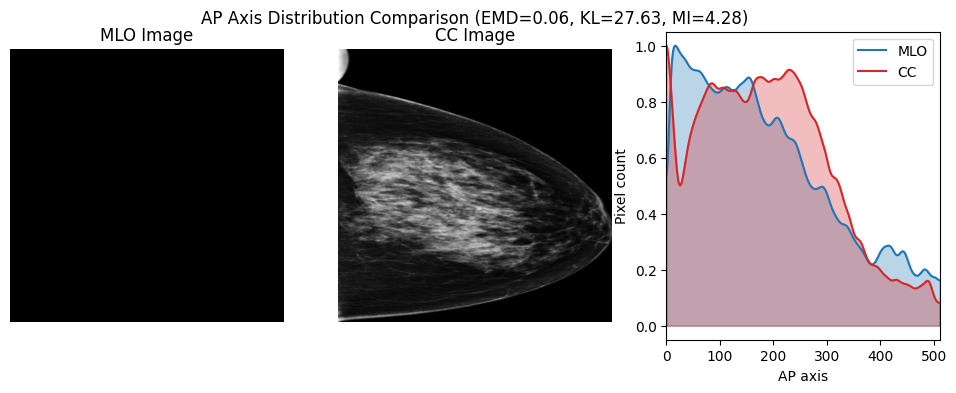 AP Axis Distribution Comparison (EMD=0.06, KL=27.63, MI=4.28)
MLO Image
CC Image
MLO
CC
Pixel count
1.0
0.8
0.6
0.4
0.2
0.0
0 100 200 300 400 500
AP axis